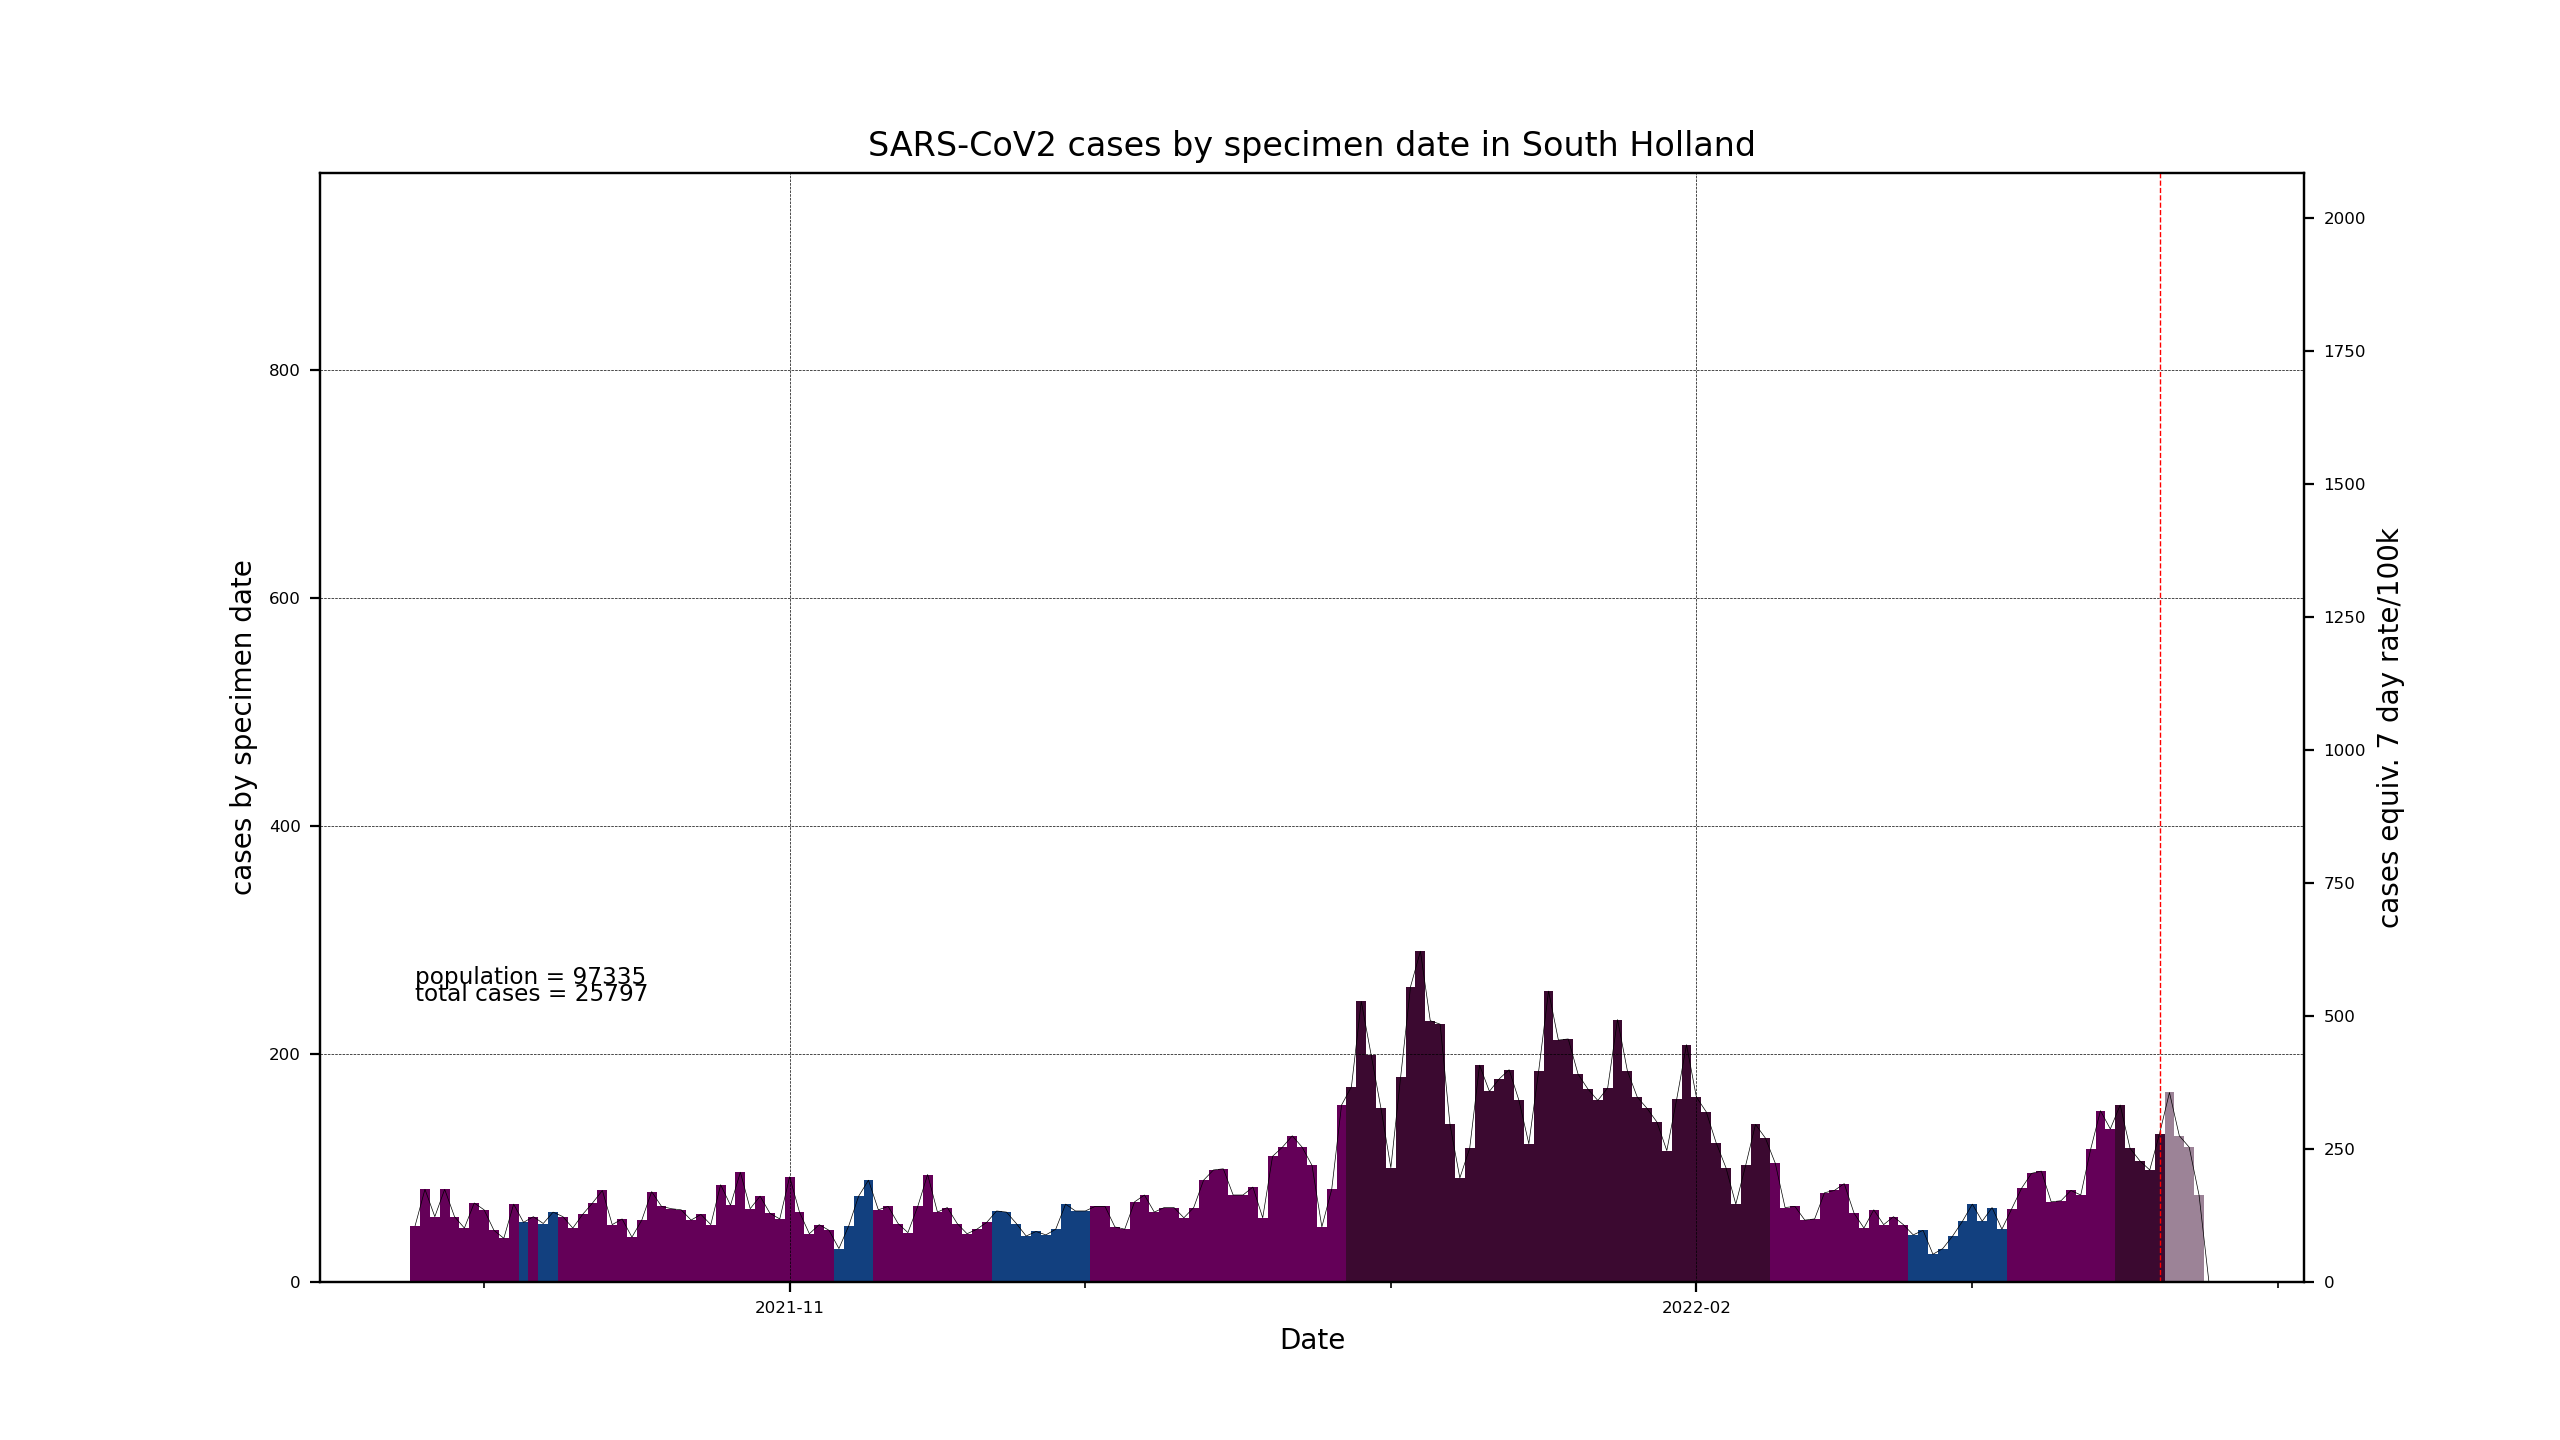 SARS-CoV2 cases by specimen date in South Holland
cases by specimen date
800
600
400
200
0
population = 97335
total cases = 25797
2000
1750
1500
1250
1000
750
500
250
0
cases equiv. 7 day rate/100k
2021-11
2022-02
Date